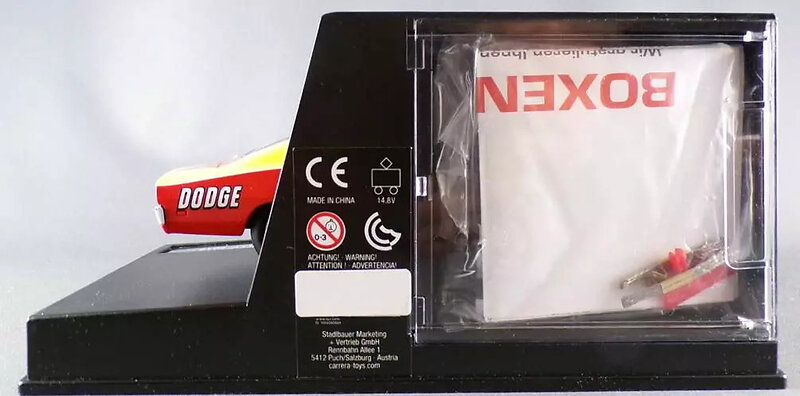 Wir gratulieren Ihnen
BOXEN
DODGE
CE
MADE IN CHINA
14,8V
0-3
ACHTUNG! · WARNING!
ATTENTION ! · ADVERTENCIA!
Stadlbauer Marketing
+ Vertrieb GmbH
Rennbahn Allee 1
5412 Puch/Salzburg · Austria
carrera-toys.com